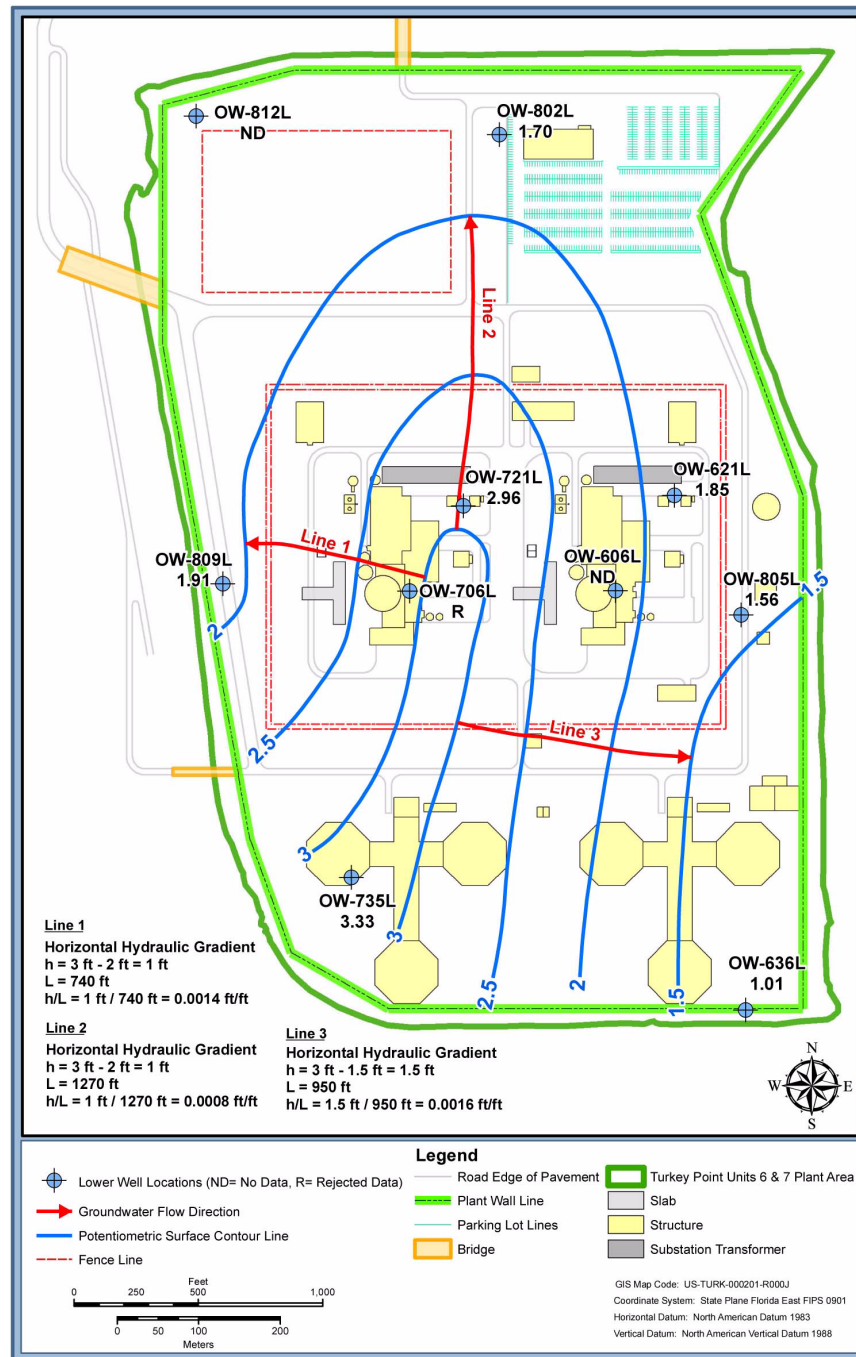 OW-812L
ND
OW-802L
1.70
Line 2
OW-721L
2.96
OW-621L
1.85
Line 1
OW-809L
1.91
OW-706L
R
OW-606L
ND
OW-805L
1.56
1.5
2
2.5
Line 3
3
OW-735L
3.33
3
2.5
2
1.5
OW-636L
1.01
Line 1
Horizontal Hydraulic Gradient
h = 3 ft - 2 ft = 1 ft
L = 740 ft
h/L = 1 ft / 740 ft = 0.0014 ft/ft
Line 2
Horizontal Hydraulic Gradient
h = 3 ft - 2 ft = 1 ft
L = 1270 ft
h/L = 1 ft / 1270 ft = 0.0008 ft/ft
Line 3
Horizontal Hydraulic Gradient
h = 3 ft - 1.5 ft = 1.5 ft
L = 950 ft
h/L = 1.5 ft / 950 ft = 0.0016 ft/ft
N
W E
S
Legend
Lower Well Locations (ND= No Data, R= Rejected Data)
Groundwater Flow Direction
Potentiometric Surface Contour Line
Fence Line
Road Edge of Pavement
Plant Wall Line
Parking Lot Lines
Bridge
Turkey Point Units 6 & 7 Plant Area
Slab
Structure
Substation Transformer
Feet
0 250 500 1,000
0 50 100 200
Meters
GIS Map Code: US-TURK-000201-R000J
Coordinate System: State Plane Florida East FIPS 0901
Horizontal Datum: North American Datum 1983
Vertical Datum: North American Vertical Datum 1988